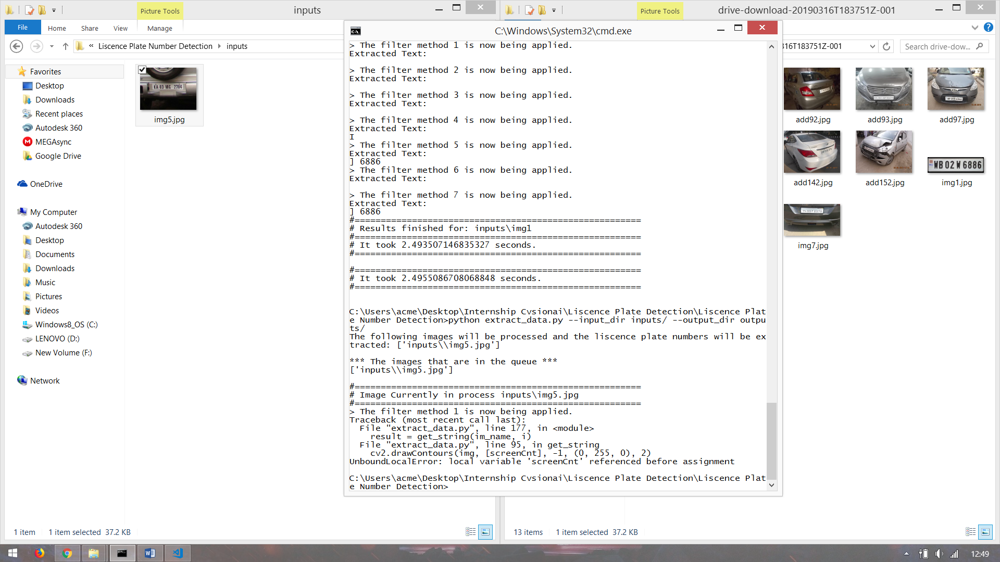 Picture Tools
inputs
File
Home
Share
View
Manage
« Liscence Plate Number Detection
inputs
Favorites
Desktop
Downloads
Recent places
Autodesk 360
MEGAsync
Google Drive
OneDrive
My Computer
Autodesk 360
Desktop
Documents
Downloads
Music
Pictures
Videos
Windows8_OS (C:)
LENOVO (D:)
New Volume (F:)
Network
KA 03 MG 2784
img5.jpg
1 item
1 item selected 37.2 KB
C:\Windows\System32\cmd.exe
> The filter method 1 is now being applied.
Extracted Text:
> The filter method 2 is now being applied.
Extracted Text:
> The filter method 3 is now being applied.
Extracted Text:
> The filter method 4 is now being applied.
Extracted Text:
I
> The filter method 5 is now being applied.
Extracted Text:
] 6886
> The filter method 6 is now being applied.
Extracted Text:
> The filter method 7 is now being applied.
Extracted Text:
] 6886
#=======================================================
# Results finished for: inputs\img1
#=======================================================
# It took 2.493507146835327 seconds.
#=======================================================
#=======================================================
# It took 2.4955086708068848 seconds.
#=======================================================
C:\Users\acme\Desktop\Internship Cvsionai\Liscence Plate Detection\Liscence Plat
e Number Detection>python extract_data.py --input_dir inputs/ --output_dir outpu
ts/
The following images will be processed and the liscence plate numbers will be ex
tracted: ['inputs\\img5.jpg']
*** The images that are in the queue ***
['inputs\\img5.jpg']
#=======================================================
# Image Currently in process inputs\img5.jpg
#=======================================================
> The filter method 1 is now being applied.
Traceback (most recent call last):
File "extract_data.py", line 177, in <module>
result = get_string(im_name, i)
File "extract_data.py", line 95, in get_string
cv2.drawContours(img, [screenCnt], -1, (0, 255, 0), 2)
UnboundLocalError: local variable 'screenCnt' referenced before assignment
C:\Users\acme\Desktop\Internship Cvsionai\Liscence Plate Detection\Liscence Plat
e Number Detection>
Picture Tools
drive-download-20190316T183751Z-001
316T183751Z-001
Search drive-dow...
add92.jpg
add93.jpg
add97.jpg
add142.jpg
add152.jpg
WB 02 W 6886
img1.jpg
img7.jpg
13 items
1 item selected 37.2 KB
12:49